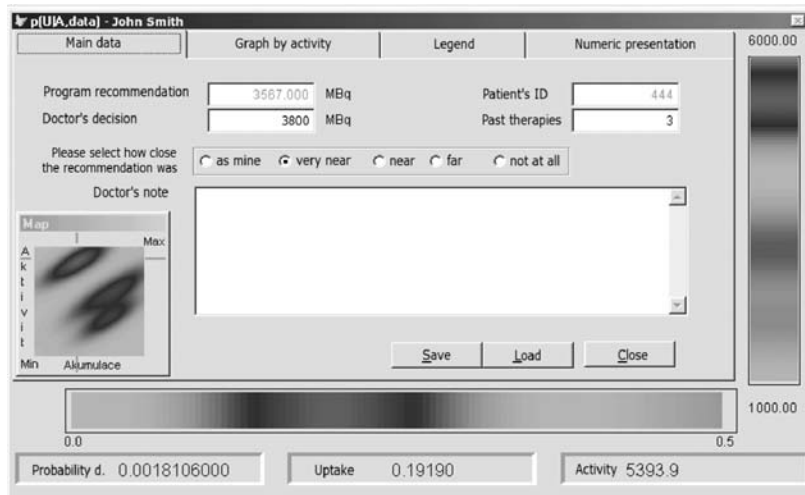 p(U|A,data) - John Smith
Main data Graph by activity Legend Numeric presentation
6000.00
Program recommendation 3567.000 MBq Patient's ID 444
Doctor's decision 3800 MBq Past therapies 3
Please select how close
the recommendation was
as mine very near near far not at all
Doctor's note
Map
Max
Aktivit
Min Akumulace
Save Load Close
1000.00
0.0 0.5
Probability d. 0.0018106000 Uptake 0.19190 Activity 5393.9